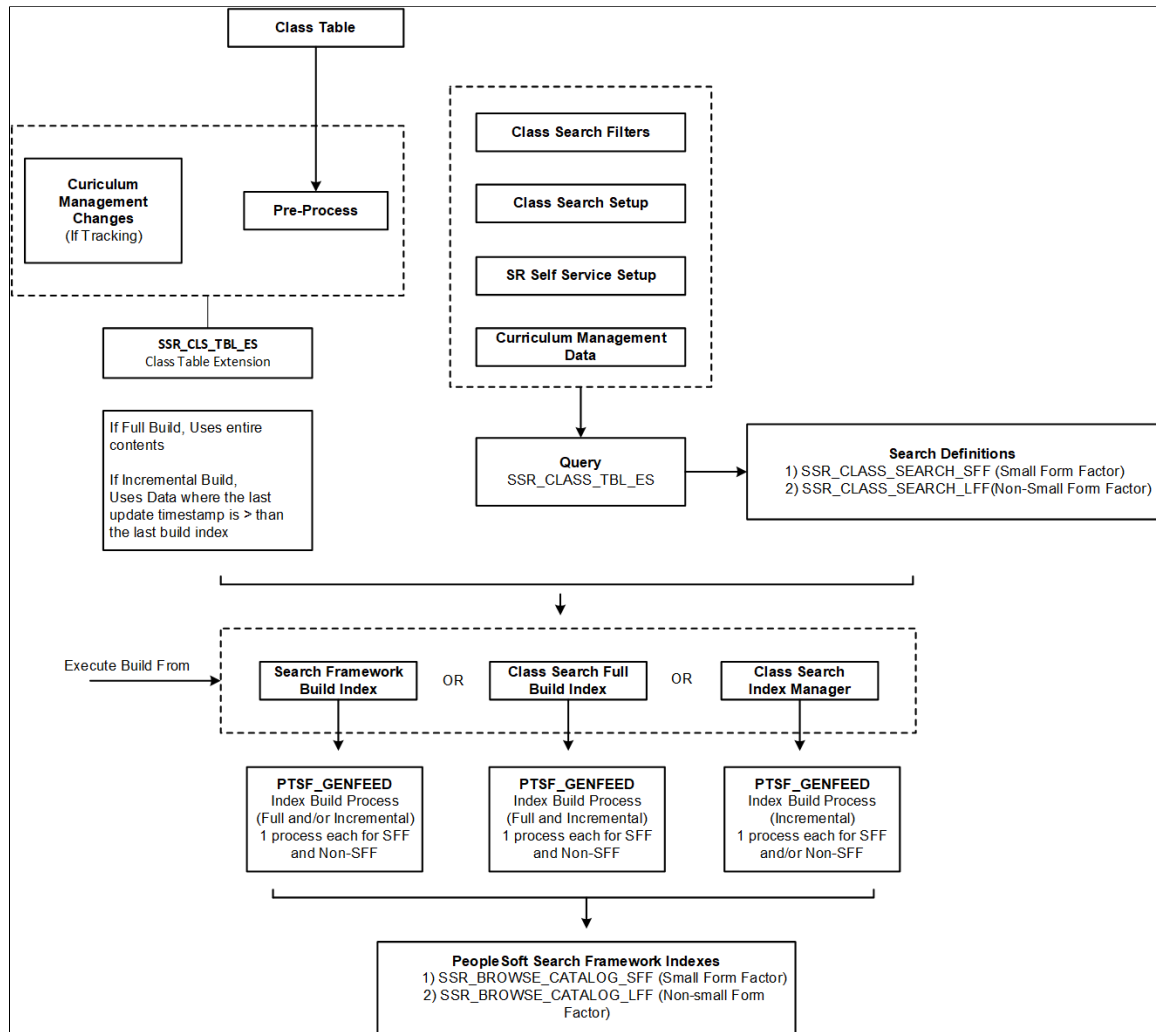 Class Table
Curiculum
Management
Changes
(If Tracking)
Pre-Process
SSR_CLS_TBL_ES
Class Table Extension
If Full Build, Uses entire
contents
If Incremental Build,
Uses Data where the last
update timestamp is > than
the last build index
Class Search Filters
Class Search Setup
SR Self Service Setup
Curriculum Management
Data
Query
SSR_CLASS_TBL_ES
Search Definitions
1) SSR_CLASS_SEARCH_SFF (Small Form Factor)
2) SSR_CLASS_SEARCH_LFF(Non-Small Form Factor)
Execute Build From
Search Framework
Build Index
OR
Class Search Full
Build Index
OR
Class Search
Index Manager
PTSF_GENFEED
Index Build Process
(Full and/or Incremental)
1 process each for SFF
and Non-SFF
PTSF_GENFEED
Index Build Process
(Full and Incremental)
1 process each for SFF
and Non-SFF
PTSF_GENFEED
Index Build Process
(Incremental)
1 process each for SFF
and/or Non-SFF
PeopleSoft Search Framework Indexes
1) SSR_BROWSE_CATALOG_SFF (Small Form Factor)
2) SSR_BROWSE_CATALOG_LFF (Non-small Form
Factor)